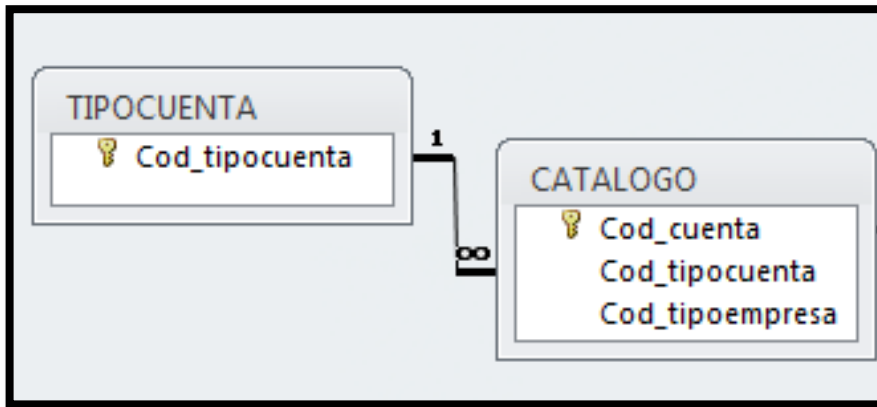 TIPOCUENTA
Cod_tipocuenta
1
∞
CATALOGO
Cod_cuenta
Cod_tipocuenta
Cod_tipoempresa